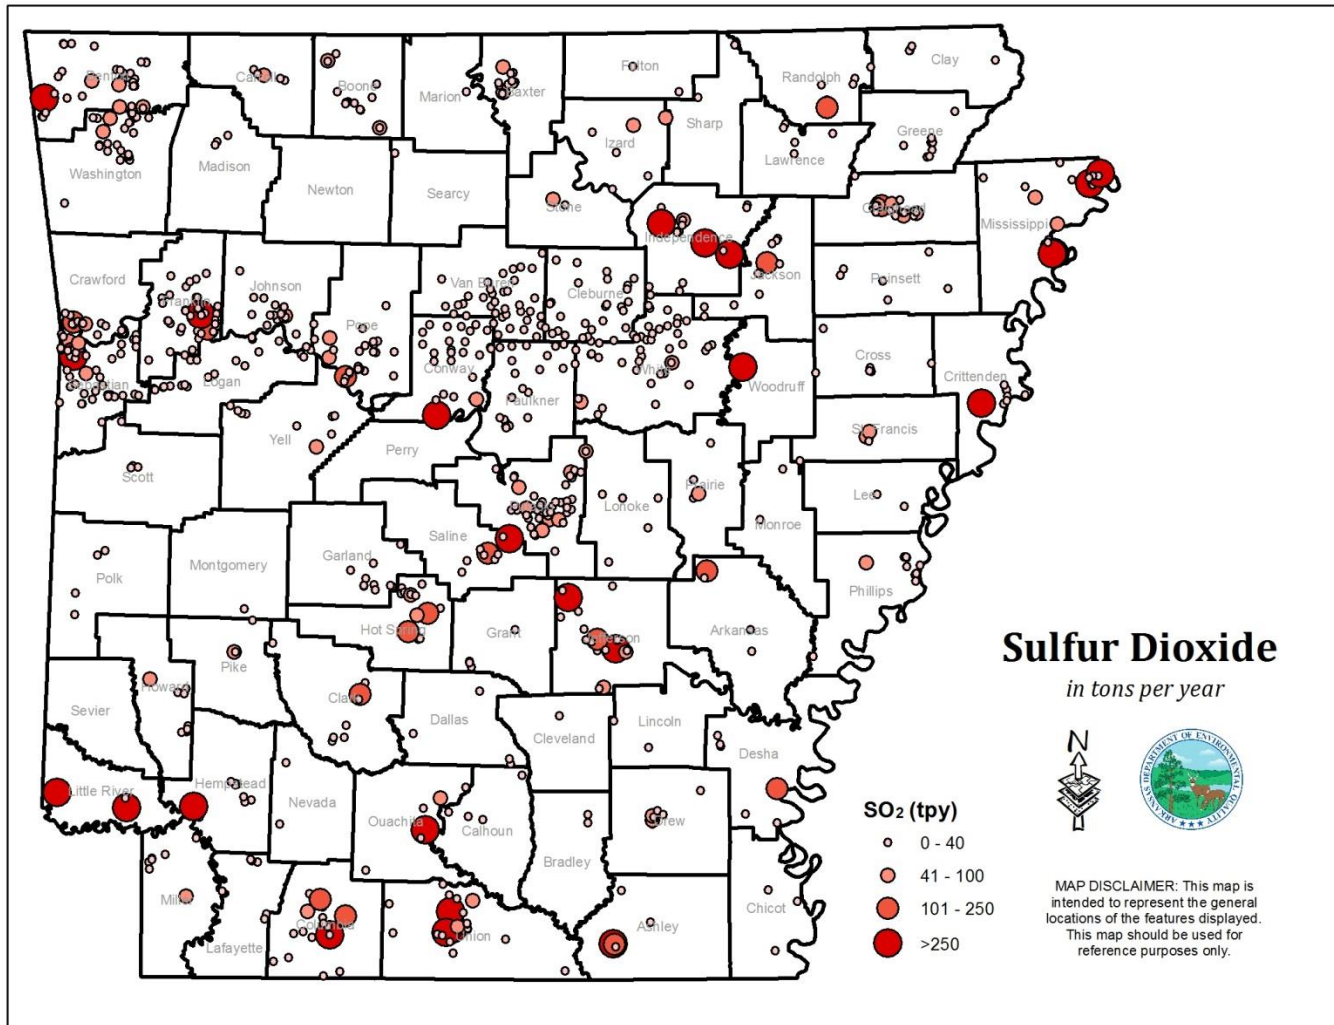 Benton
Carroll
Boone
Marion
Baxter
Fulton
Randolph
Clay
Sharp
Izard
Greene
Lawrence
Washington
Madison
Newton
Searcy
Stone
Independence
Craighead
Mississippi
Jackson
Poinsett
Crawford
Franklin
Johnson
Van Buren
Cleburne
Pope
Conway
White
Woodruff
Cross
Crittenden
Sebastian
Logan
Faulkner
Yell
Perry
St. Francis
Scott
Prairie
Lee
Pulaski
Lonoke
Monroe
Saline
Garland
Montgomery
Polk
Phillips
Hot Spring
Grant
Jefferson
Arkansas
Pike
Howard
Sevier
Clark
Dallas
Lincoln
Cleveland
Desha
Little River
Hempstead
Nevada
Ouachita
Calhoun
Drew
Bradley
Miller
Lafayette
Columbia
Union
Ashley
Chicot
Sulfur Dioxide
in tons per year
N
ARKANSAS DEPARTMENT OF ENVIRONMENTAL QUALITY
SO₂ (tpy)
0 - 40
41 - 100
101 - 250
>250
MAP DISCLAIMER: This map is
intended to represent the general
locations of the features displayed.
This map should be used for
reference purposes only.